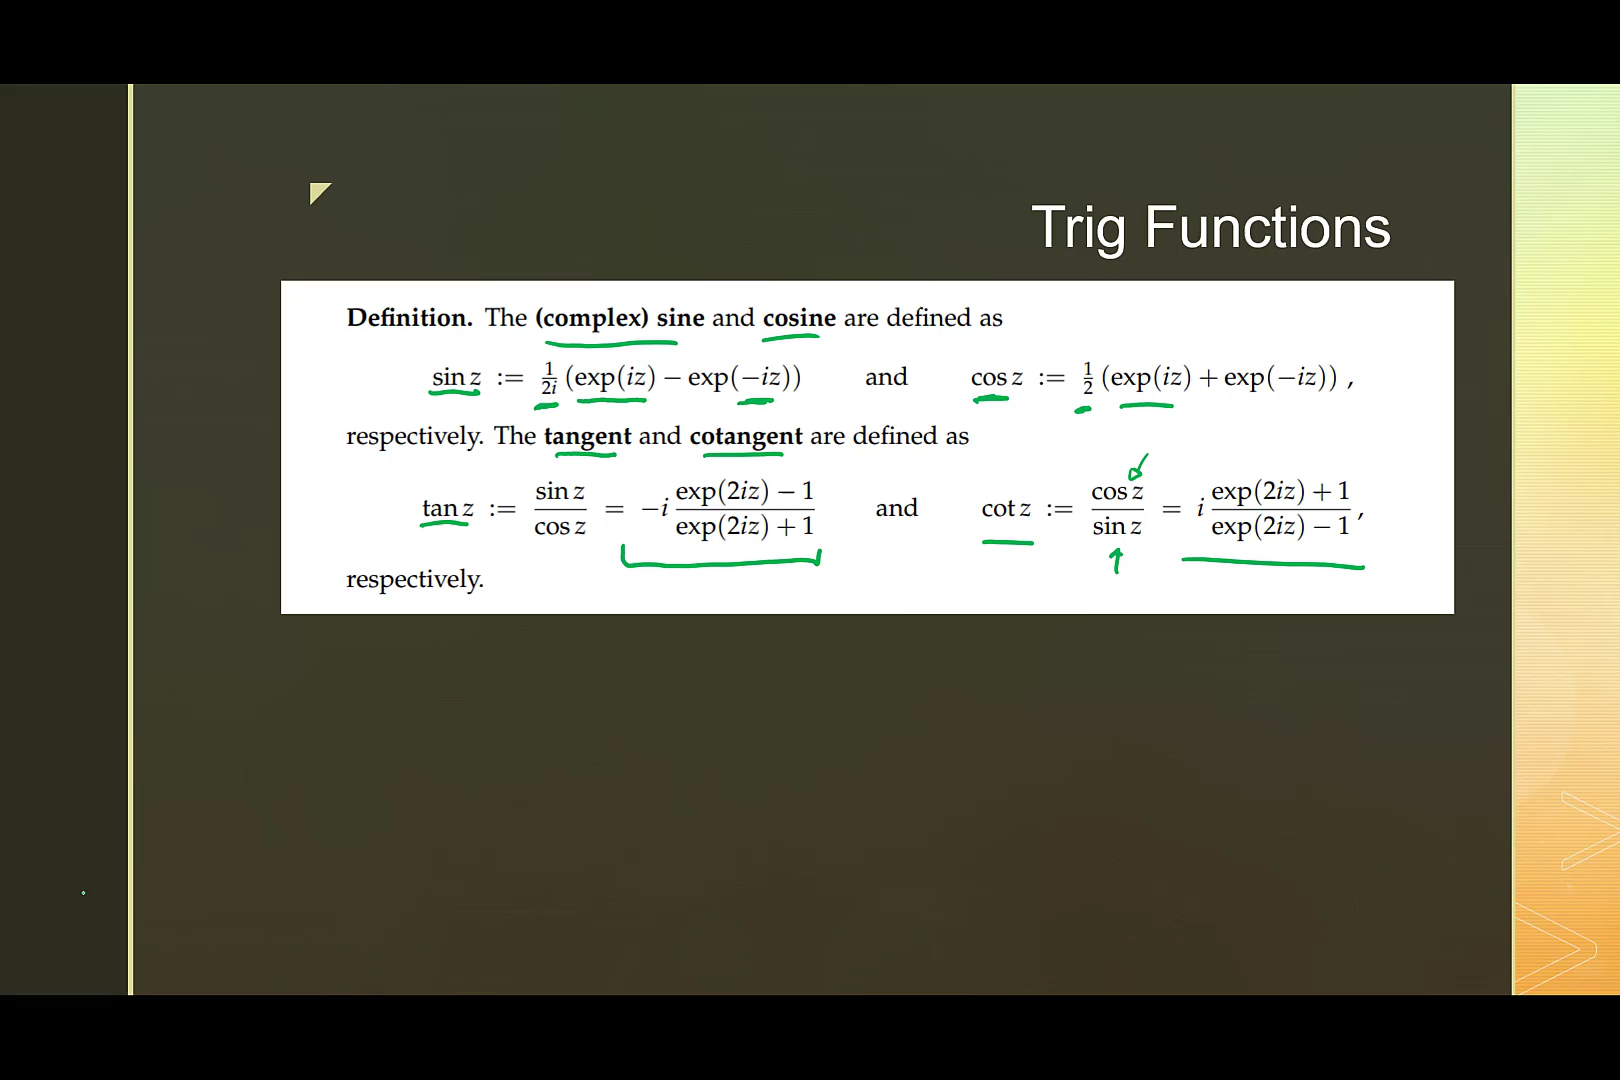 Trig Functions
Definition. The (complex) sine and cosine are defined as
sin z := 1/2i (exp(iz) − exp(−iz)) and cos z := 1/2 (exp(iz) + exp(−iz)) ,
respectively. The tangent and cotangent are defined as
tan z := sin z / cos z = −i exp(2iz) − 1 / exp(2iz) + 1 and cot z := cos z / sin z = i exp(2iz) + 1 / exp(2iz) − 1 ,
respectively.